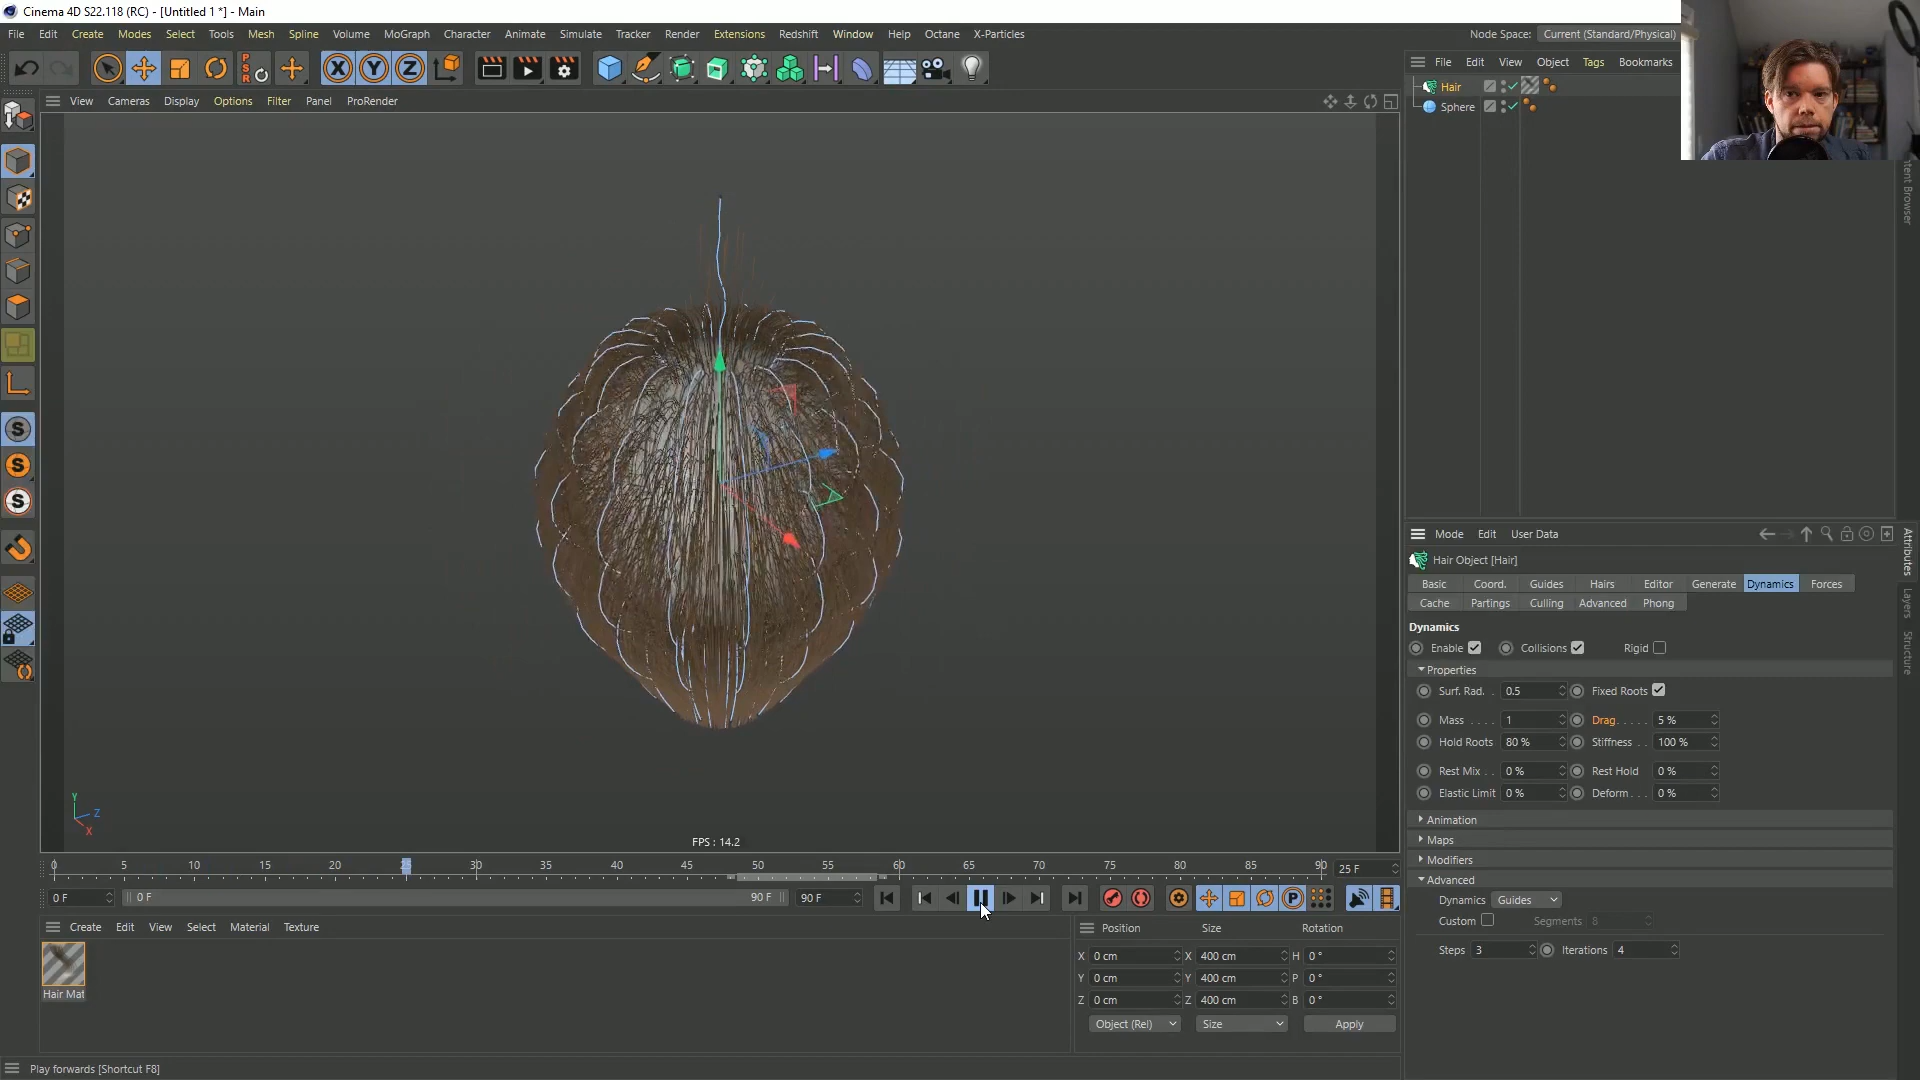 Cinema 4D S22.118 (RC) - [Untitled 1 *] - Main
File Edit Create Modes Select Tools Mesh Spline Volume MoGraph Character Animate Simulate Tracker Render Extensions Redshift Window Help Octane X-Particles
Node Space: Current (Standard/Physical)
PSR
X Y Z
File Edit View Object Tags Bookmarks
View Cameras Display Options Filter Panel ProRender
Hair
Sphere
Content Browser
Mode Edit User Data
Attributes
Layers
Structure
Hair Object [Hair]
Basic Coord. Guides Hairs Editor Generate Dynamics Forces
Cache Partings Culling Advanced Phong
Dynamics
Enable Collisions Rigid
Properties
Surf. Rad. . 0.5 Fixed Roots
Mass . . . . 1 Drag . . . . . 5 %
Hold Roots 80 % Stiffness . . 100 %
Rest Mix . . 0 % Rest Hold 0 %
Elastic Limit 0 % Deform . . . 0 %
Animation
Maps
Modifiers
Advanced
Dynamics Guides
Custom Segments 8
Steps 3 Iterations 4
Y Z X
FPS : 14.2
0 5 10 15 20 25 30 35 40 45 50 55 60 65 70 75 80 85 90 25 F
0 F 0 F 90 F 90 F
Create Edit View Select Material Texture
Hair Mat
Position Size Rotation
X 0 cm X 400 cm H 0 °
Y 0 cm Y 400 cm P 0 °
Z 0 cm Z 400 cm B 0 °
Object (Rel) Size Apply
Play forwards [Shortcut F8]